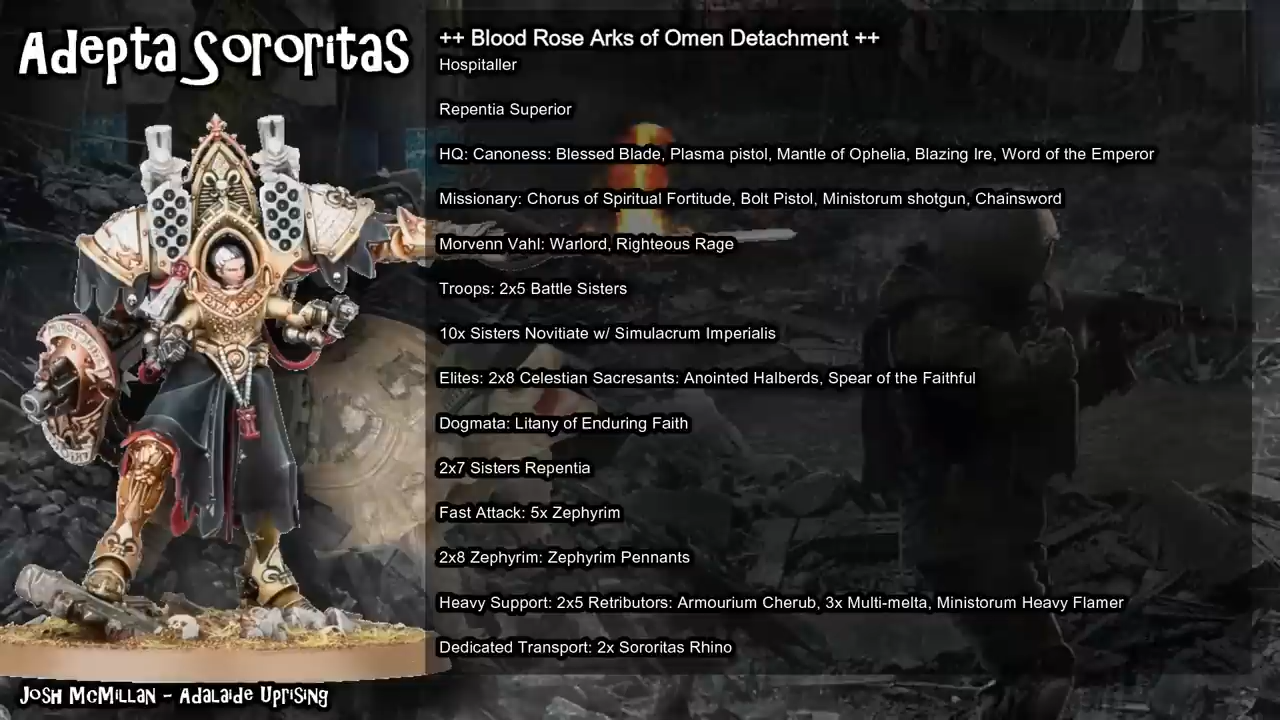 Adepta Sororitas
++ Blood Rose Arks of Omen Detachment ++
Hospitaller
Repentia Superior
HQ: Canoness: Blessed Blade, Plasma pistol, Mantle of Ophelia, Blazing Ire, Word of the Emperor
Missionary: Chorus of Spiritual Fortitude, Bolt Pistol, Ministorum shotgun, Chainsword
Morvenn Vahl: Warlord, Righteous Rage
Troops: 2x5 Battle Sisters
10x Sisters Novitiate w/ Simulacrum Imperialis
Elites: 2x8 Celestian Sacresants: Anointed Halberds, Spear of the Faithful
Dogmata: Litany of Enduring Faith
2x7 Sisters Repentia
Fast Attack: 5x Zephyrim
2x8 Zephyrim: Zephyrim Pennants
Heavy Support: 2x5 Retributors: Armourium Cherub, 3x Multi-melta, Ministorum Heavy Flamer
Dedicated Transport: 2x Sororitas Rhino
Josh McMillan - Adalaide Uprising